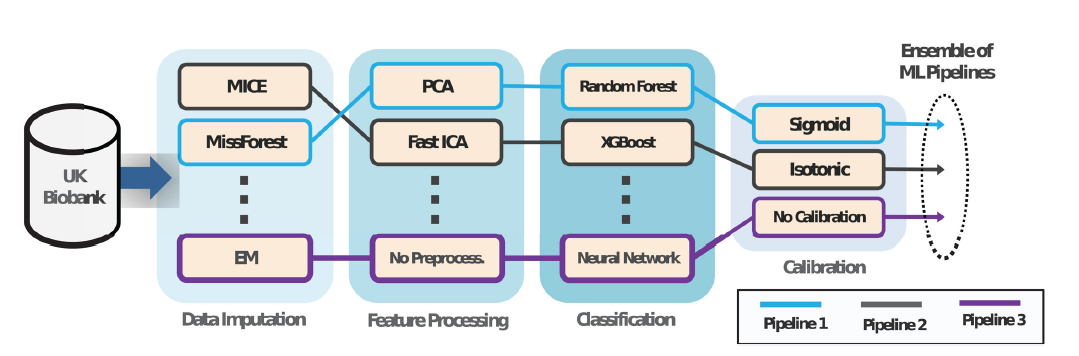 Ensemble of
ML Pipelines
UK
Biobank
MICE
MissForest
EM
Data Imputation
PCA
Fast ICA
No Preprocess.
Feature Processing
Random Forest
XGBoost
Neural Network
Classification
Sigmoid
Isotonic
No Calibration
Calibration
Pipeline 1
Pipeline 2
Pipeline 3